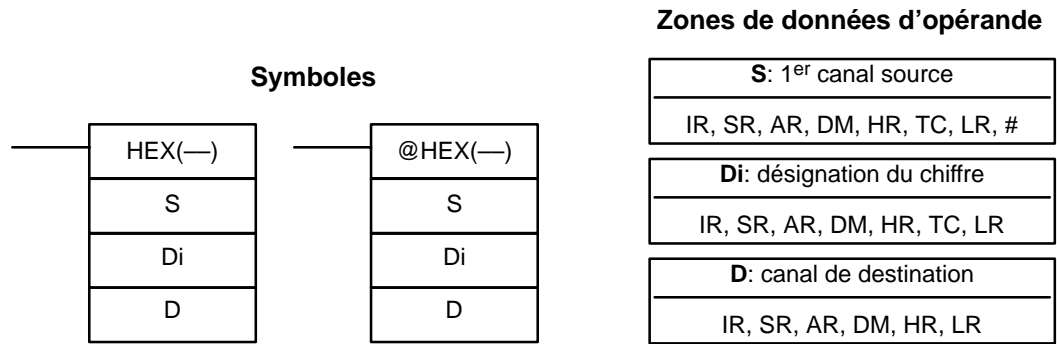 Zones de données d'opérande
Symboles
HEX(—)
S
Di
D
@HEX(—)
S
Di
D
S: 1er canal source
IR, SR, AR, DM, HR, TC, LR, #
Di: désignation du chiffre
IR, SR, AR, DM, HR, TC, LR
D: canal de destination
IR, SR, AR, DM, HR, LR